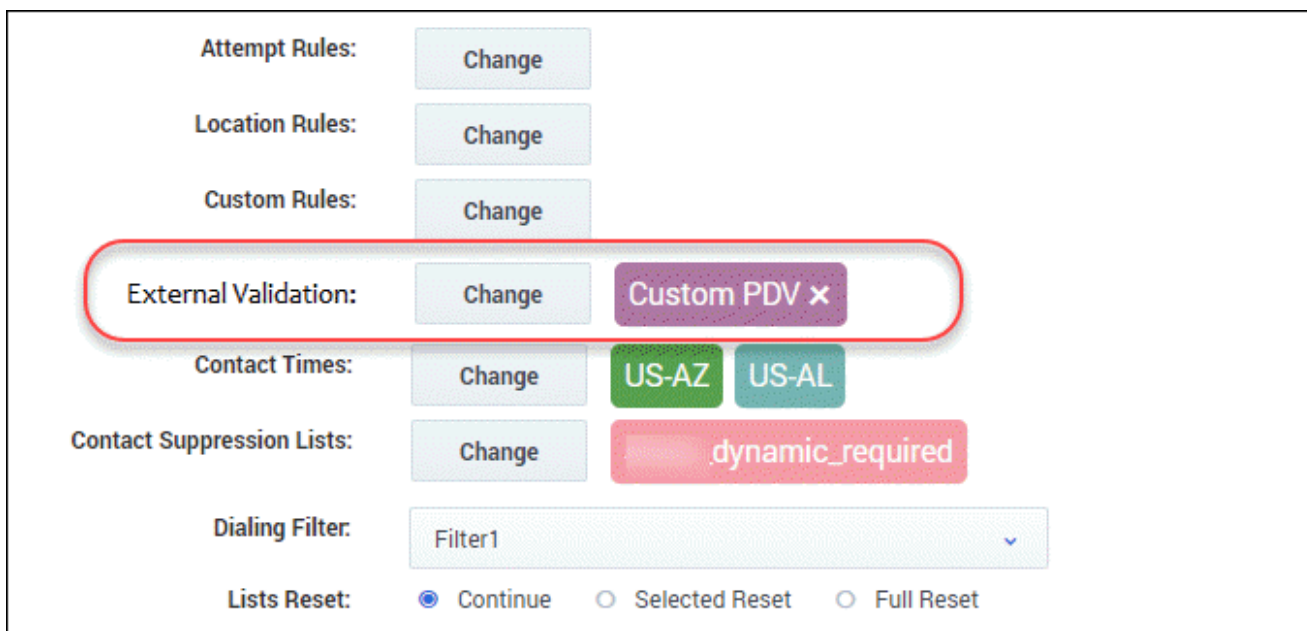 Attempt Rules: Change
Location Rules: Change
Custom Rules: Change
External Validation: Change Custom PDV ×
Contact Times: Change US-AZ US-AL
Contact Suppression Lists: Change _dynamic_required
Dialing Filter: Filter1
Lists Reset: Continue Selected Reset Full Reset